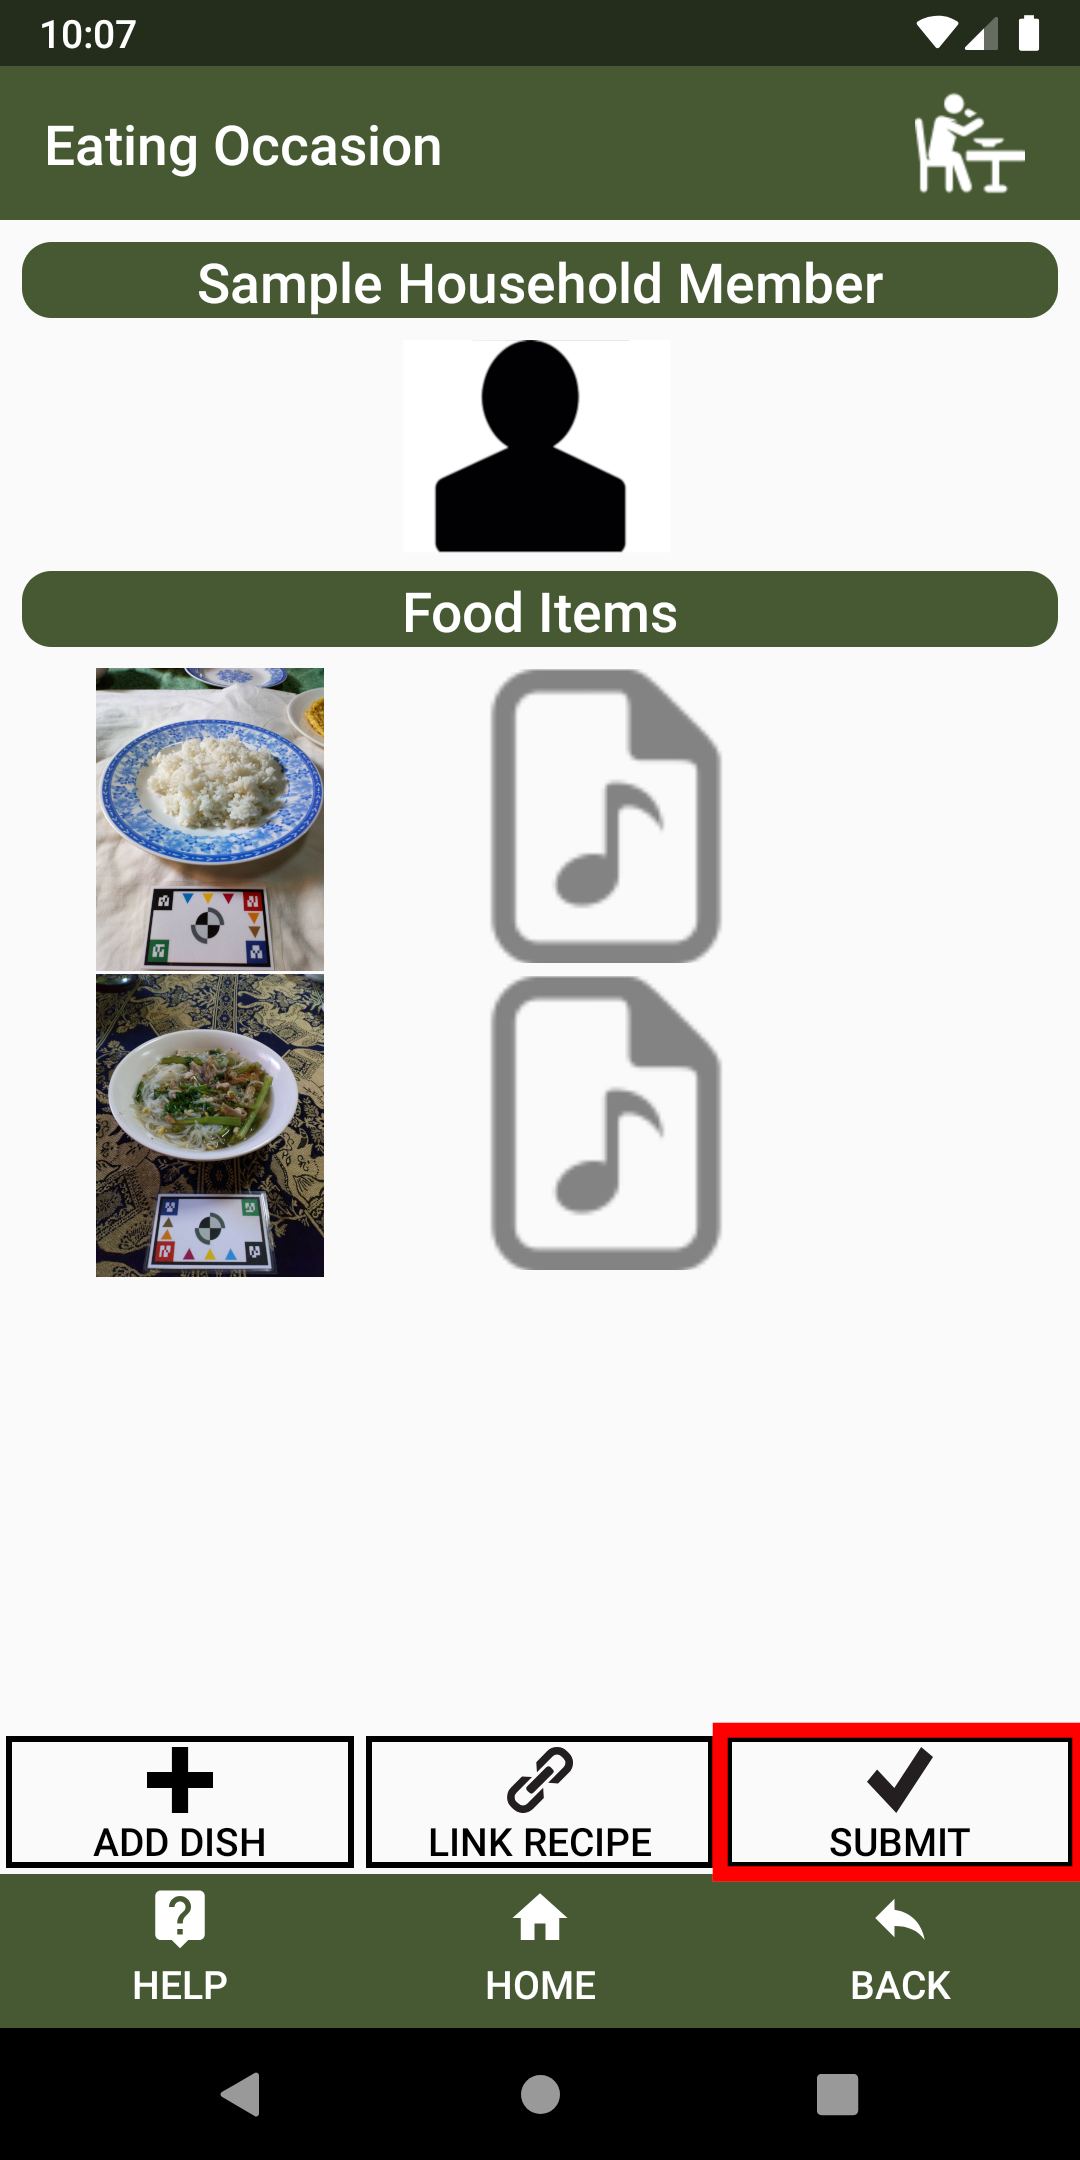 10:07
Eating Occasion
Sample Household Member
Food Items
ADD DISH
LINK RECIPE
SUBMIT
?
HELP
HOME
BACK